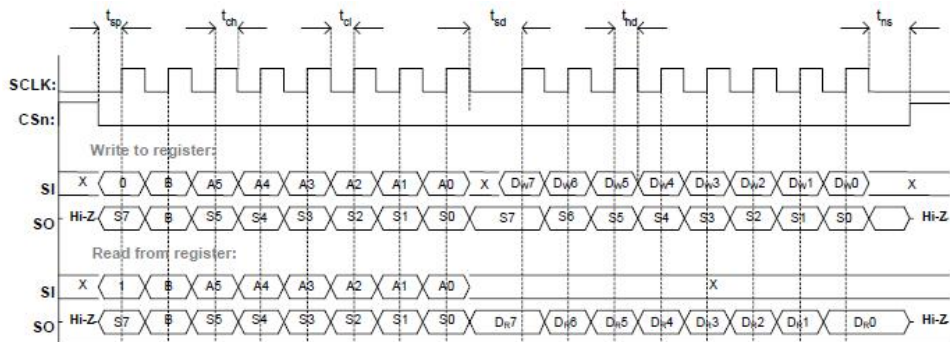 tsp tch tcl tsd thd tns
SCLK:
CSn:
Write to register:
SI X 0 B A5 A4 A3 A2 A1 A0 X DW7 DW6 DW5 DW4 DW3 DW2 DW1 DW0 X
SO Hi-Z S7 B S5 S4 S3 S2 S1 S0 S7 S6 S5 S4 S3 S2 S1 S0 Hi-Z
Read from register:
SI X 1 B A5 A4 A3 A2 A1 A0 X
SO Hi-Z S7 B S5 S4 S3 S2 S1 S0 DR7 DR6 DR5 DR4 DR3 DR2 DR1 DR0 Hi-Z